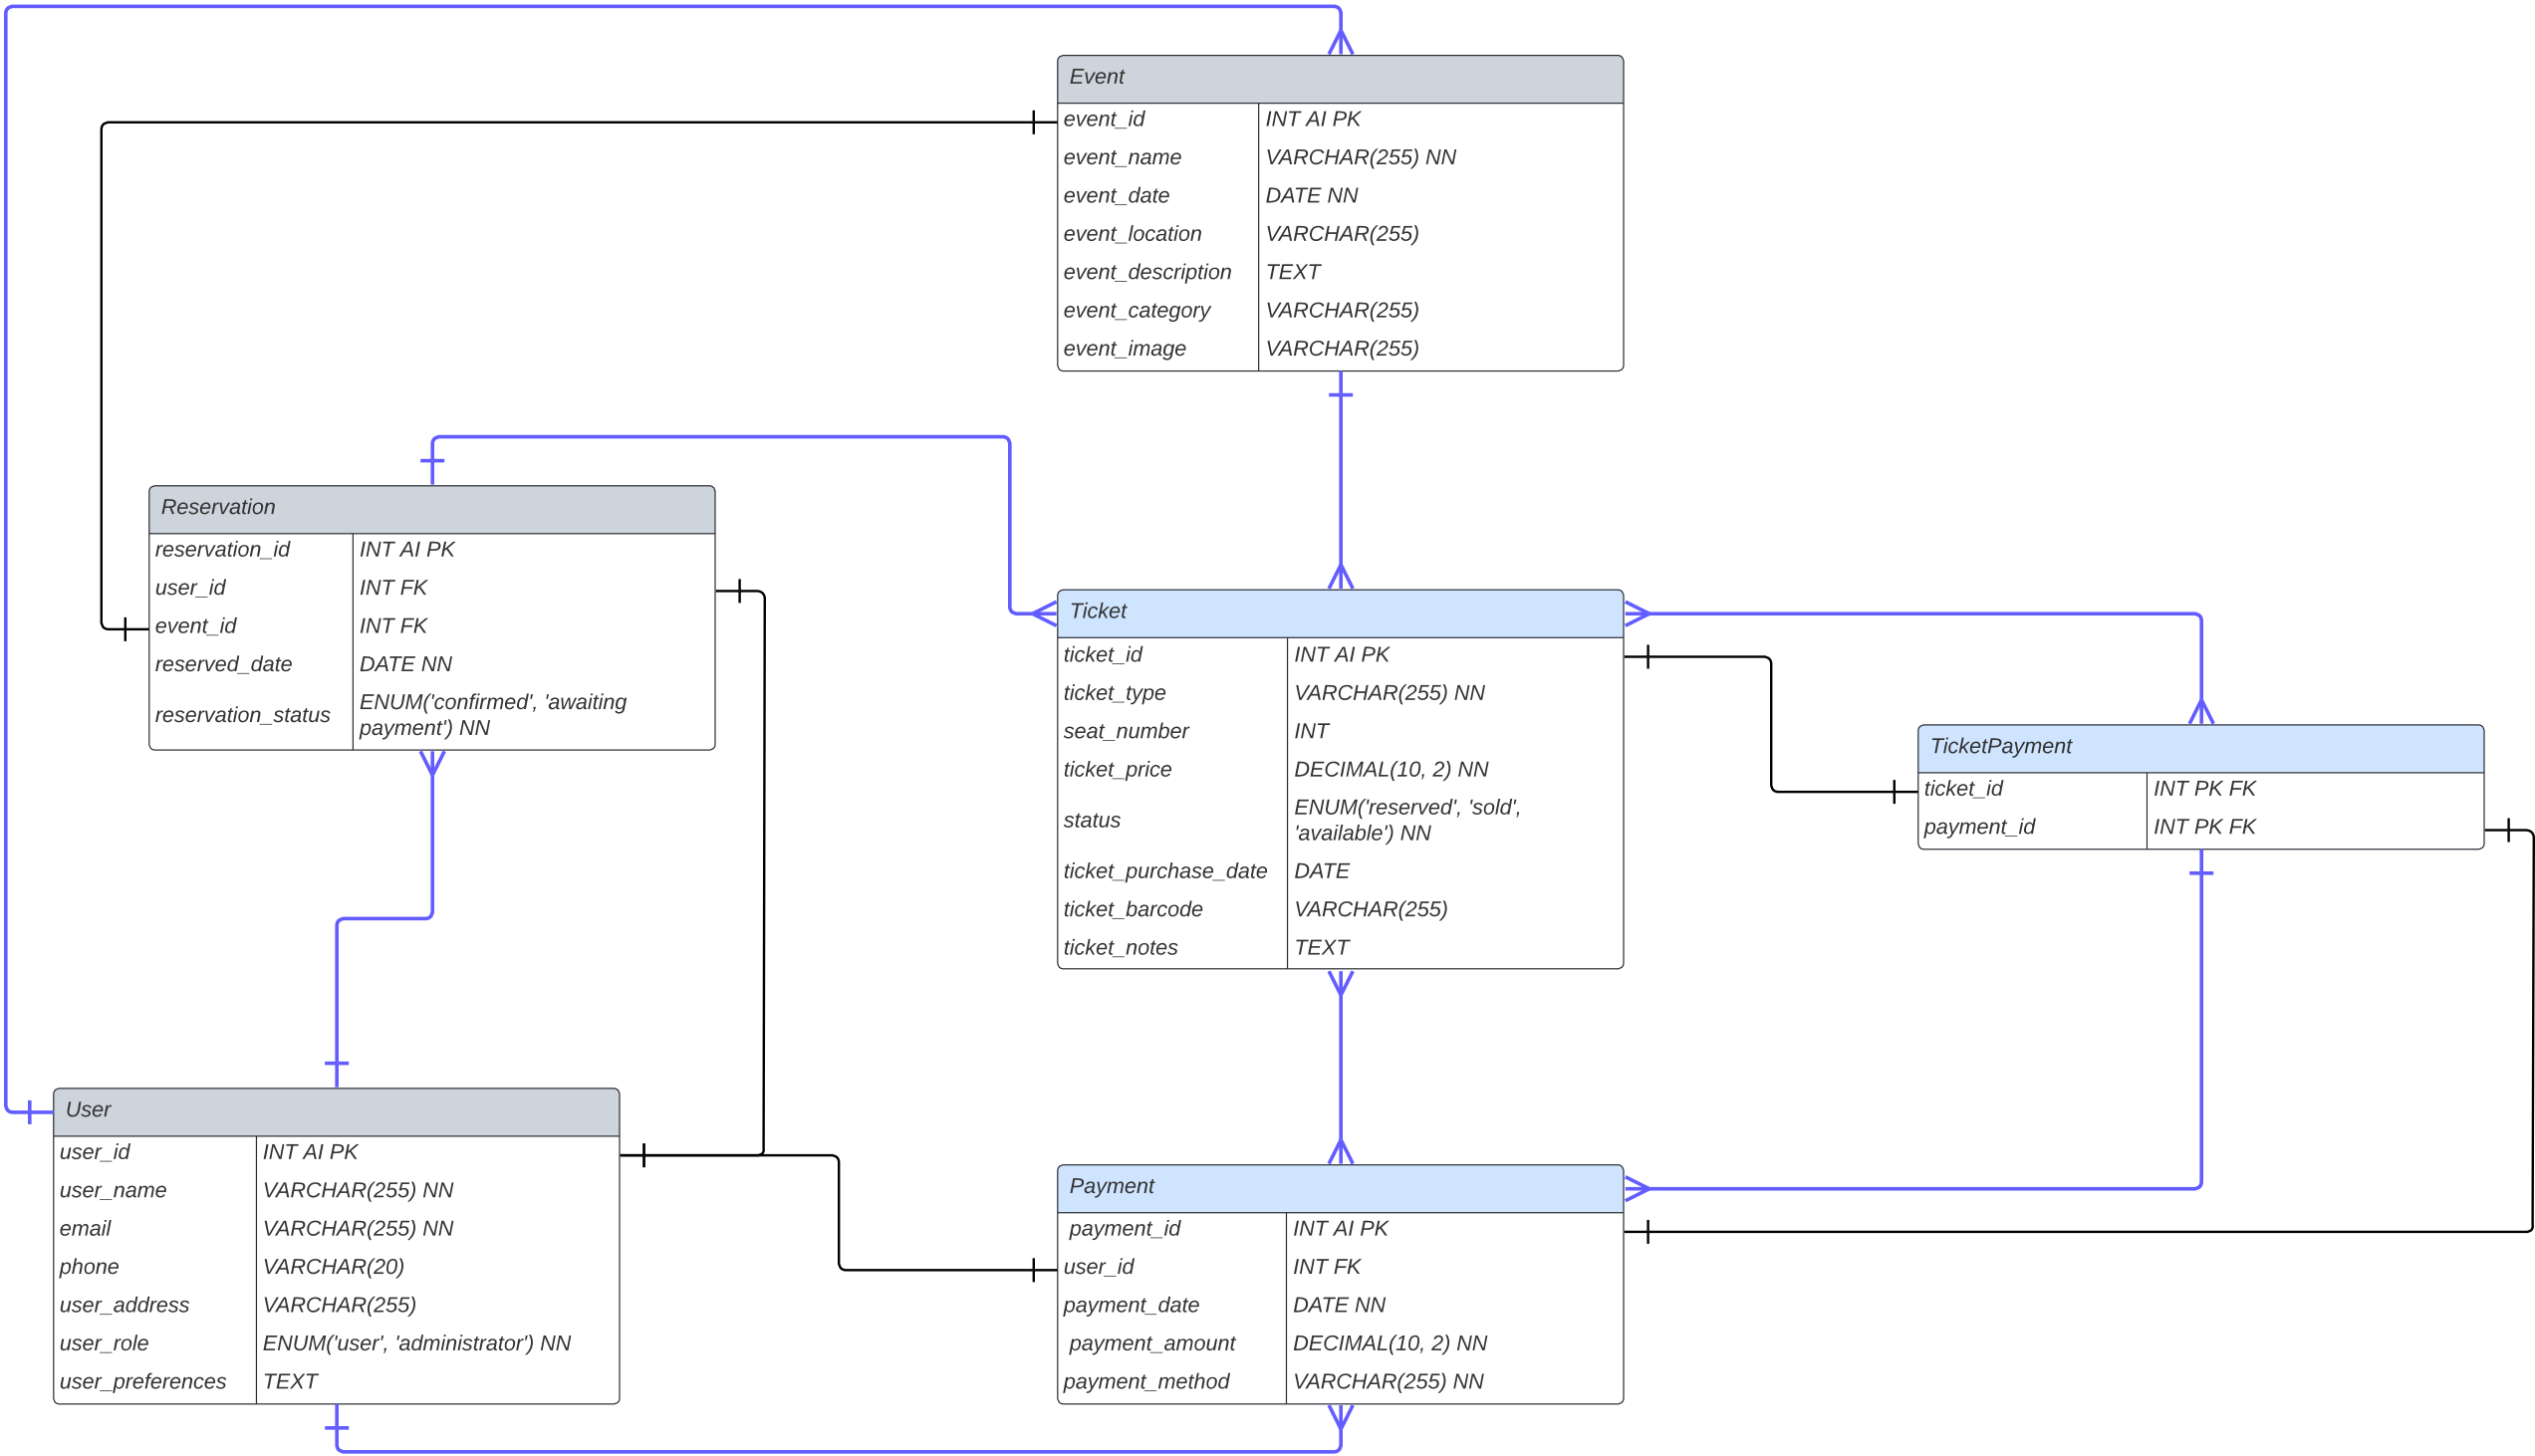 Event
event_id INT AI PK
event_name VARCHAR(255) NN
event_date DATE NN
event_location VARCHAR(255)
event_description TEXT
event_category VARCHAR(255)
event_image VARCHAR(255)
Reservation
reservation_id INT AI PK
user_id INT FK
event_id INT FK
reserved_date DATE NN
reservation_status ENUM('confirmed', 'awaiting
payment') NN
Ticket
ticket_id INT AI PK
ticket_type VARCHAR(255) NN
seat_number INT
ticket_price DECIMAL(10, 2) NN
status ENUM('reserved', 'sold',
'available') NN
ticket_purchase_date DATE
ticket_barcode VARCHAR(255)
ticket_notes TEXT
TicketPayment
ticket_id INT PK FK
payment_id INT PK FK
User
user_id INT AI PK
user_name VARCHAR(255) NN
email VARCHAR(255) NN
phone VARCHAR(20)
user_address VARCHAR(255)
user_role ENUM('user', 'administrator') NN
user_preferences TEXT
Payment
payment_id INT AI PK
user_id INT FK
payment_date DATE NN
payment_amount DECIMAL(10, 2) NN
payment_method VARCHAR(255) NN